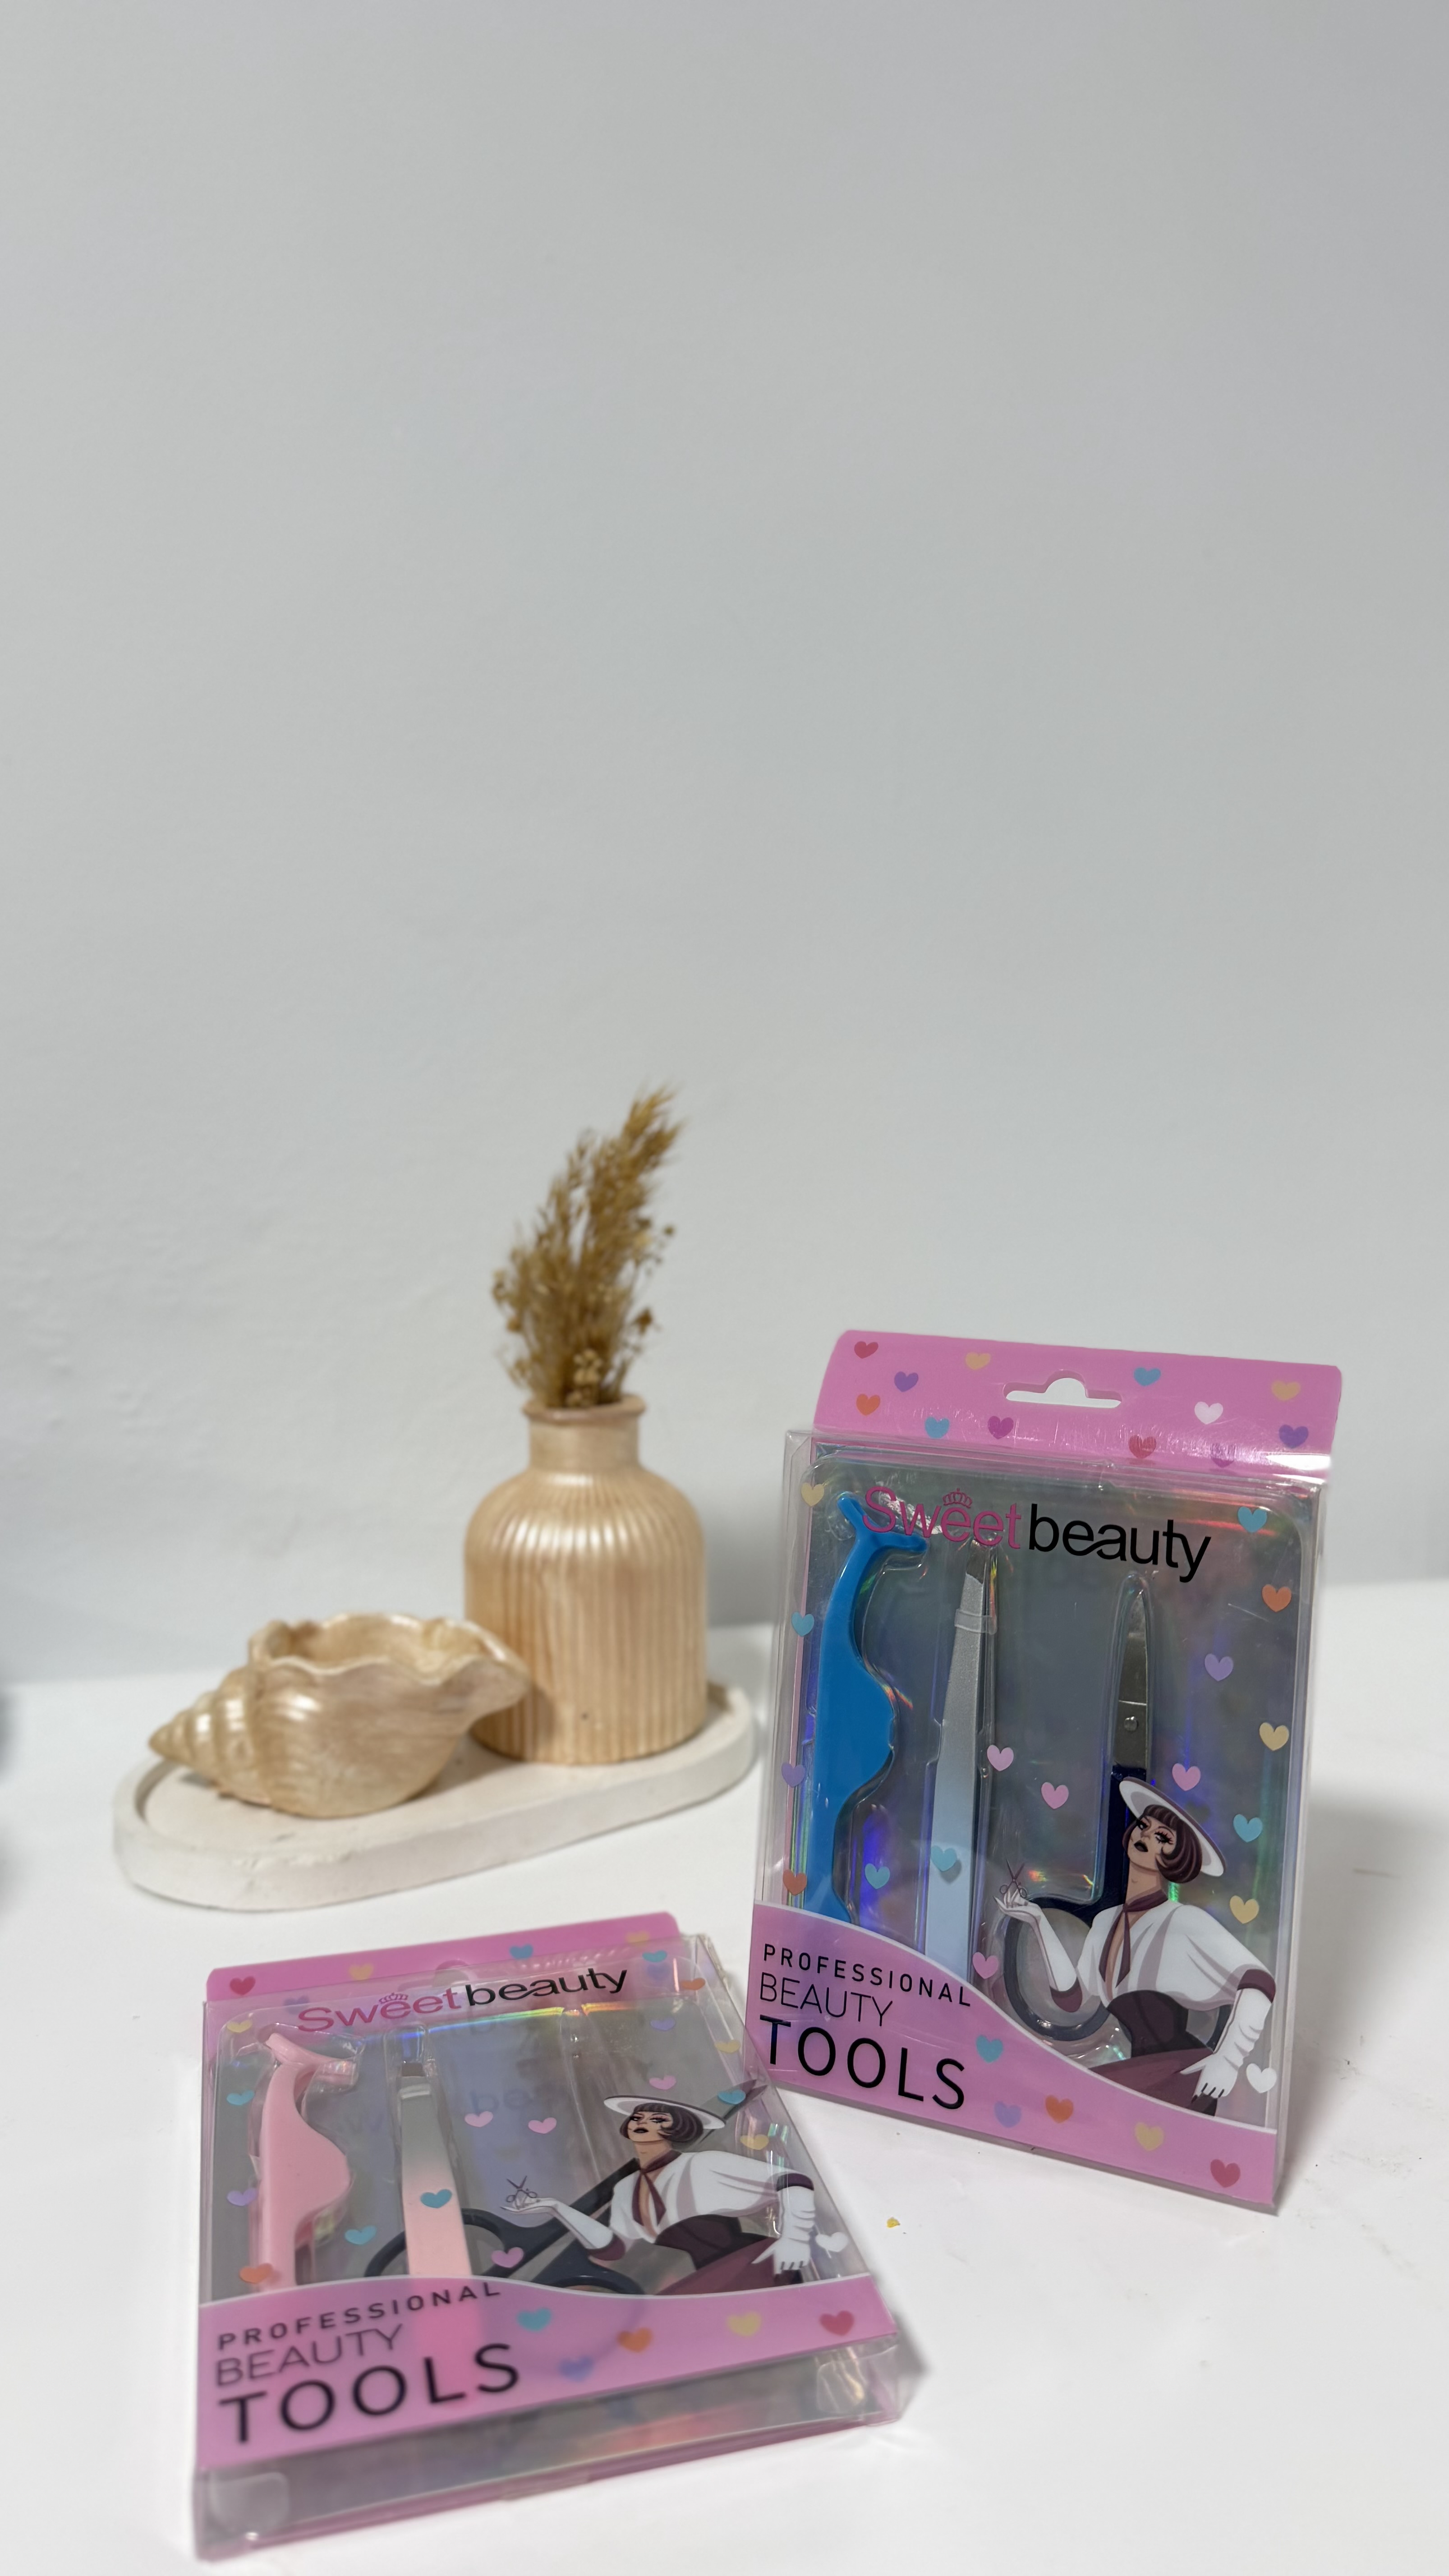 Sweetbeauty
PROFESSIONAL
BEAUTY
TOOLS
Sweetbeauty
PROFESSIONAL
BEAUTY
TOOLS